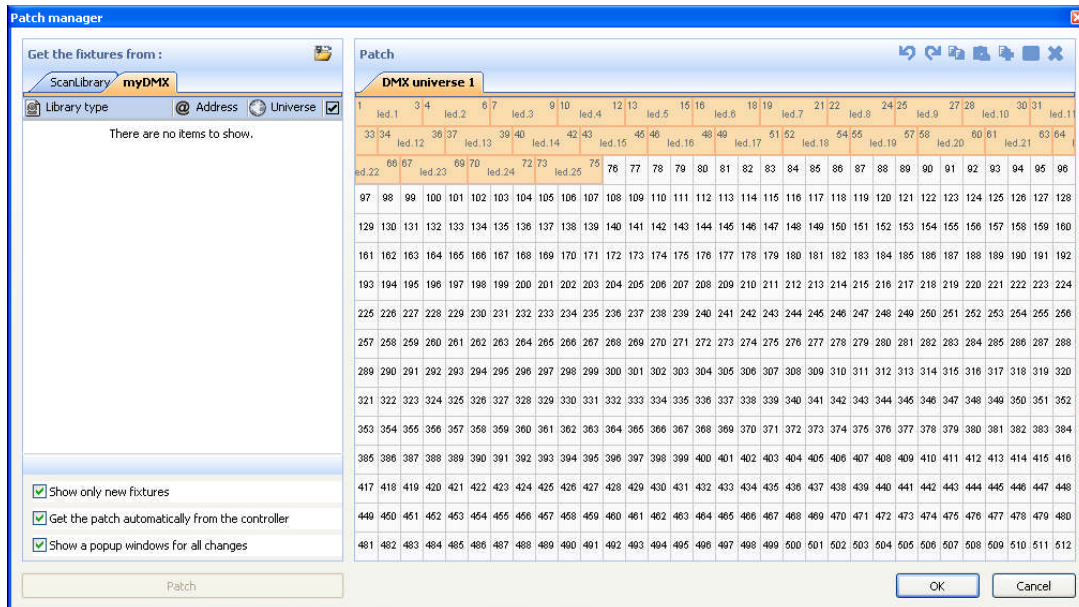 Patch manager
Get the fixtures from :
ScanLibrary myDMX
Library type @ Address Universe
There are no items to show.
Show only new fixtures
Get the patch automatically from the controller
Show a popup windows for all changes
Patch
Patch
DMX universe 1
1 3 4 6 7 9 10 12 13 15 16 18 19 21 22 24 25 27 28 30 31
led.1 led.2 led.3 led.4 led.5 led.6 led.7 led.8 led.9 led.10 led.11
33 34 36 37 39 40 42 43 45 46 48 49 51 52 54 55 57 58 60 61 63 64
led.12 led.13 led.14 led.15 led.16 led.17 led.18 led.19 led.20 led.21 l
66 67 69 70 72 73 75 76 77 78 79 80 81 82 83 84 85 86 87 88 89 90 91 92 93 94 95 96
ed.22 led.23 led.24 led.25
97 98 99 100 101 102 103 104 105 106 107 108 109 110 111 112 113 114 115 116 117 118 119 120 121 122 123 124 125 126 127 128
129 130 131 132 133 134 135 136 137 138 139 140 141 142 143 144 145 146 147 148 149 150 151 152 153 154 155 156 157 158 159 160
161 162 163 164 165 166 167 168 169 170 171 172 173 174 175 176 177 178 179 180 181 182 183 184 185 186 187 188 189 190 191 192
193 194 195 196 197 198 199 200 201 202 203 204 205 206 207 208 209 210 211 212 213 214 215 216 217 218 219 220 221 222 223 224
225 226 227 228 229 230 231 232 233 234 235 236 237 238 239 240 241 242 243 244 245 246 247 248 249 250 251 252 253 254 255 256
257 258 259 260 261 262 263 264 265 266 267 268 269 270 271 272 273 274 275 276 277 278 279 280 281 282 283 284 285 286 287 288
289 290 291 292 293 294 295 296 297 298 299 300 301 302 303 304 305 306 307 308 309 310 311 312 313 314 315 316 317 318 319 320
321 322 323 324 325 326 327 328 329 330 331 332 333 334 335 336 337 338 339 340 341 342 343 344 345 346 347 348 349 350 351 352
353 354 355 356 357 358 359 360 361 362 363 364 365 366 367 368 369 370 371 372 373 374 375 376 377 378 379 380 381 382 383 384
385 386 387 388 389 390 391 392 393 394 395 396 397 398 399 400 401 402 403 404 405 406 407 408 409 410 411 412 413 414 415 416
417 418 419 420 421 422 423 424 425 426 427 428 429 430 431 432 433 434 435 436 437 438 439 440 441 442 443 444 445 446 447 448
449 450 451 452 453 454 455 456 457 458 459 460 461 462 463 464 465 466 467 468 469 470 471 472 473 474 475 476 477 478 479 480
481 482 483 484 485 486 487 488 489 490 491 492 493 494 495 496 497 498 499 500 501 502 503 504 505 506 507 508 509 510 511 512
OK Cancel